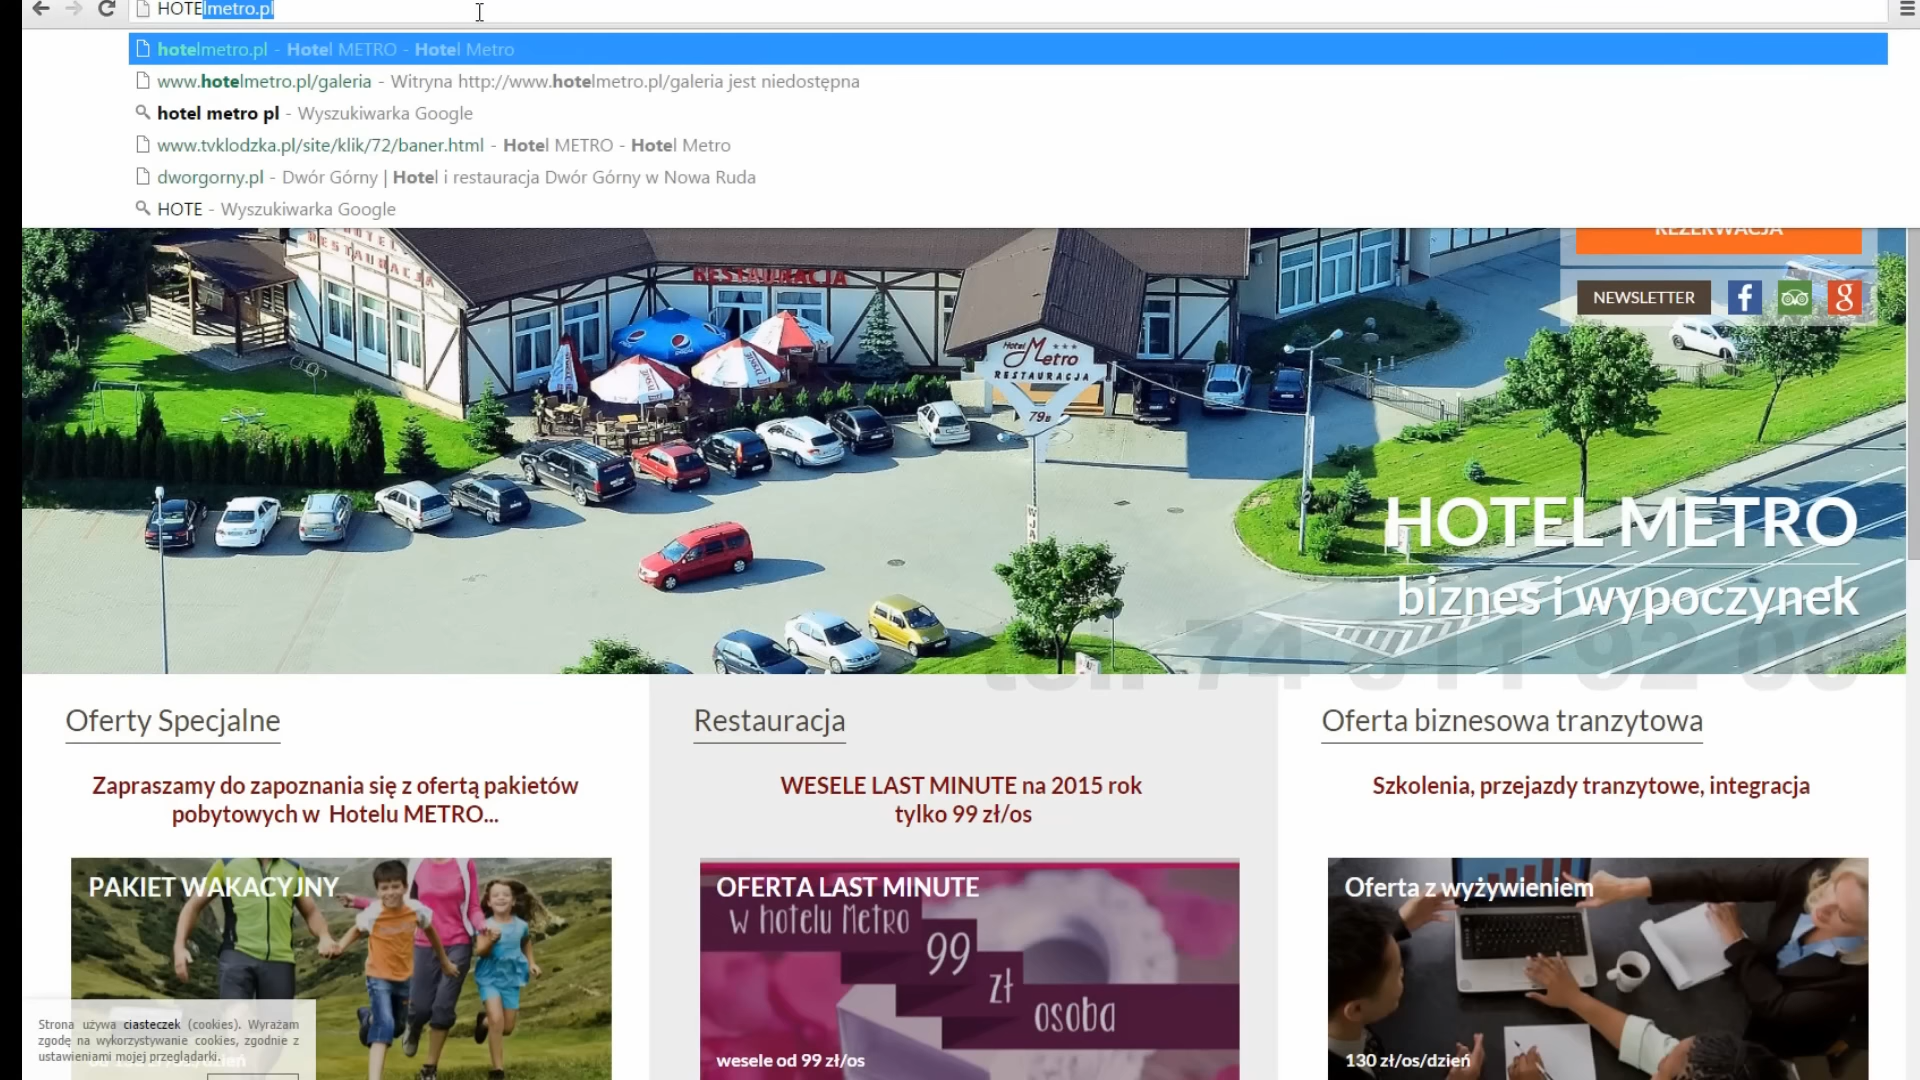 HOTElmetro.pl
hotelmetro.pl - Hotel METRO - Hotel Metro
www.hotelmetro.pl/galeria - Witryna http://www.hotelmetro.pl/galeria jest niedostępna
hotel metro pl - Wyszukiwarka Google
www.tvklodzka.pl/site/klik/72/baner.html - Hotel METRO - Hotel Metro
dworgorny.pl - Dwór Górny | Hotel i restauracja Dwór Górny w Nowa Ruda
HOTE - Wyszukiwarka Google
REZERWACJA
HOTEL
RESTAURACJA
RESTAURACJA
NEWSLETTER
Hotel Metro
RESTAURACJA
79B
HOTEL METRO
biznes i wypoczynek
Oferty Specjalne
Zapraszamy do zapoznania się z ofertą pakietów
pobytowych w Hotelu METRO...
PAKIET WAKACYJNY
Restauracja
WESELE LAST MINUTE na 2015 rok
tylko 99 zł/os
OFERTA LAST MINUTE
w hotelu Metro
99
zł
osoba
wesele od 99 zł/os
Oferta biznesowa tranzytowa
Szkolenia, przejazdy tranzytowe, integracja
Oferta z wyżywieniem
130 zł/os/dzień
Strona używa ciasteczek (cookies). Wyrażam
zgodę na wykorzystywanie cookies, zgodnie z
ustawieniami mojej przeglądarki.